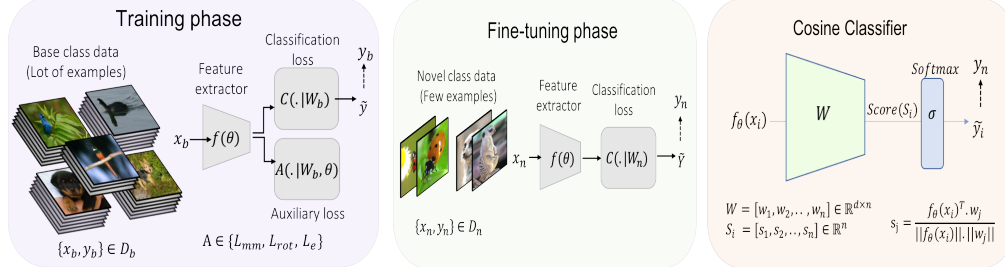 Training phase
Base class data
(Lot of examples)
Feature
extractor
Classification
loss
y_b
C(.|W_b)
ỹ
x_b
f(θ)
A(.|W_b, θ)
Auxiliary loss
{x_b, y_b} ∈ D_b
A ∈ {L_mm, L_rot, L_e}
Fine-tuning phase
Novel class data
(Few examples)
Feature
extractor
Classification
loss
y_n
x_n
f(θ)
C(.|W_n)
Ỹ
{x_n, y_n} ∈ D_n
Cosine Classifier
Softmax
y_n
f_θ(x_i)
W
Score(S_i)
σ
ỹ_i
W = [w_1, w_2, . . , w_n] ∈ ℝ^{d×n}
S_i = [s_1, s_2, . . , s_n] ∈ ℝ^n
s_j = f_θ(x_i)^T . w_j / ||f_θ(x_i)||. ||w_j||